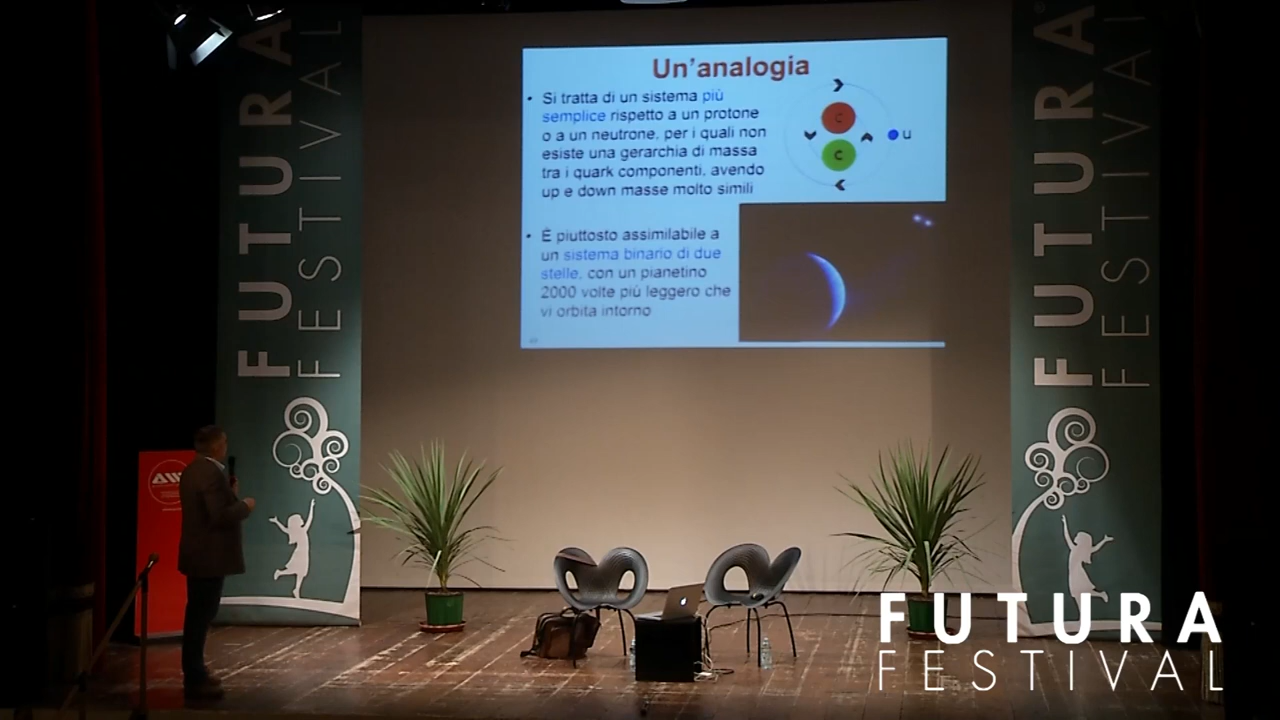 FUTURA
FESTIVAL
Un'analogia
• Si tratta di un sistema più
semplice rispetto a un protone
o a un neutrone, per i quali non
esiste una gerarchia di massa
tra i quark componenti, avendo
up e down masse molto simili
C
C
u
• È piuttosto assimilabile a
un sistema binario di due
stelle, con un pianetino
2000 volte più leggero che
vi orbita intorno
FUTURA
FESTIVAL
FUTURA
FESTIVAL